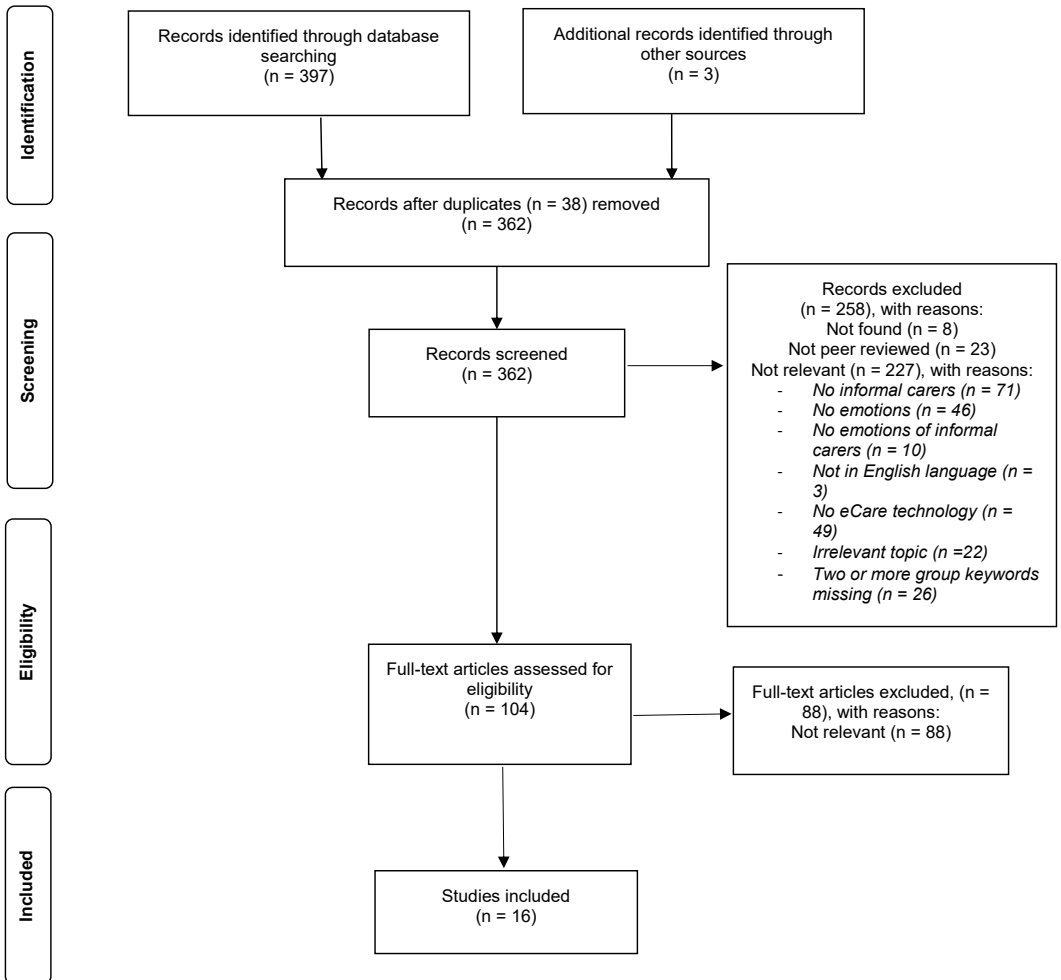 Identification
Records identified through database
searching
(n = 397)
Additional records identified through
other sources
(n = 3)
Records after duplicates (n = 38) removed
(n = 362)
Screening
Records screened
(n = 362)
Records excluded
(n = 258), with reasons:
Not found (n = 8)
Not peer reviewed (n = 23)
Not relevant (n = 227), with reasons:
- No informal carers (n = 71)
- No emotions (n = 46)
- No emotions of informal
carers (n = 10)
- Not in English language (n =
3)
- No eCare technology (n =
49)
- Irrelevant topic (n =22)
- Two or more group keywords
missing (n = 26)
Eligibility
Full-text articles assessed for
eligibility
(n = 104)
Full-text articles excluded, (n =
88), with reasons:
Not relevant (n = 88)
Included
Studies included
(n = 16)